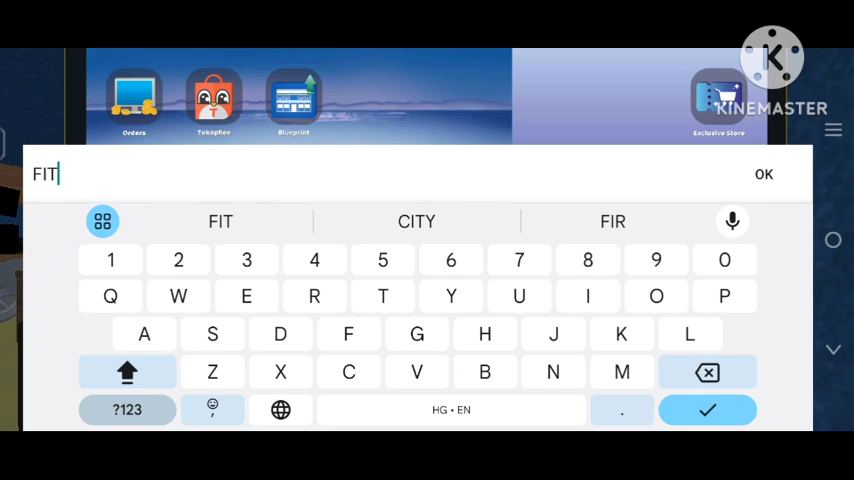 KINEMASTER
Orders Tokophee Blueprint Exclusive Store
FIT OK
FIT CITY FIR
1 2 3 4 5 6 7 8 9 0
Q W E R T Y U I O P
A S D F G H J K L
Z X C V B N M
?123 , HG • EN .